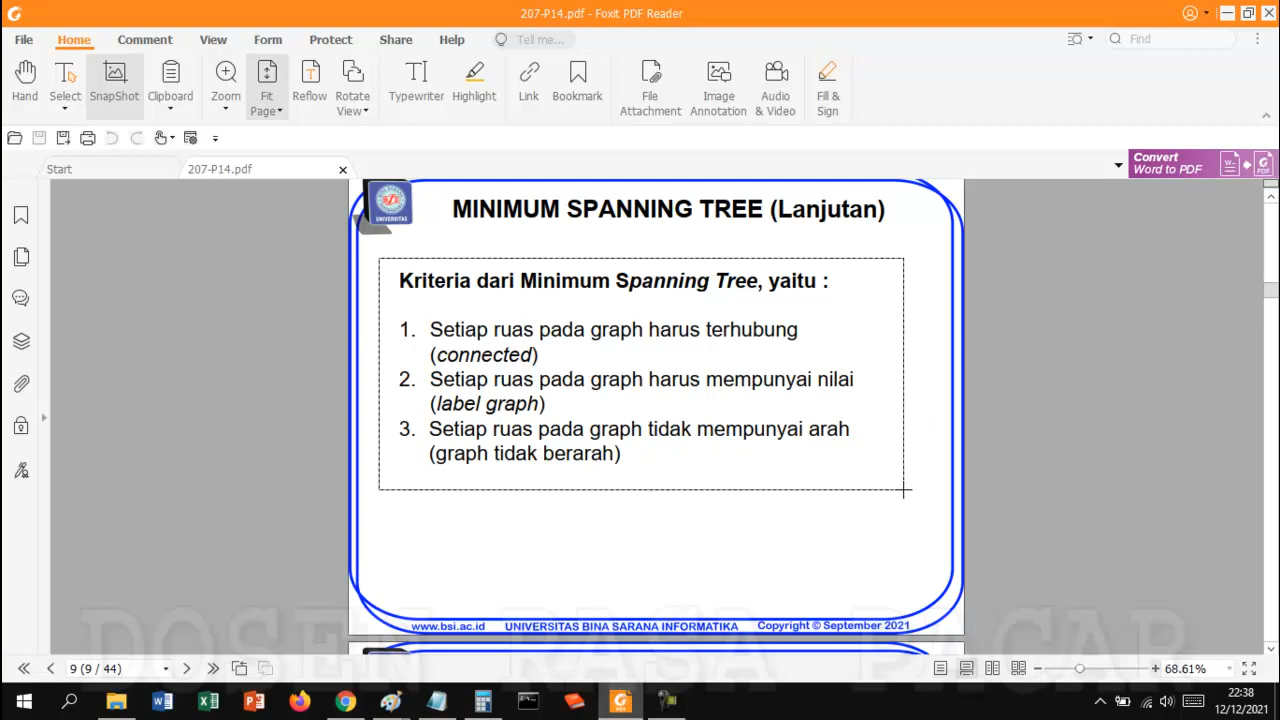 207-P14.pdf - Foxit PDF Reader
File Home Comment View Form Protect Share Help Tell me... Find
Hand Select SnapShot Clipboard Zoom Fit Page Reflow Rotate View Typewriter Highlight Link Bookmark File Attachment Image Annotation Audio & Video Fill & Sign
Start 207-P14.pdf
Convert
Word to PDF
UNIVERSITAS
MINIMUM SPANNING TREE (Lanjutan)
Kriteria dari Minimum Spanning Tree, yaitu :
1. Setiap ruas pada graph harus terhubung
(connected)
2. Setiap ruas pada graph harus mempunyai nilai
(label graph)
3. Setiap ruas pada graph tidak mempunyai arah
(graph tidak berarah)
www.bsi.ac.id UNIVERSITAS BINA SARANA INFORMATIKA Copyright © September 2021
DOSEN RASA PACAR
9 (9 / 44) 68.61%
22:38
12/12/2021